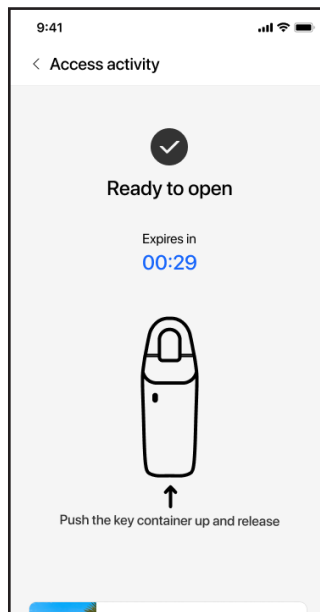 9:41
Access activity
Ready to open
Expires in
00:29
Push the key container up and release